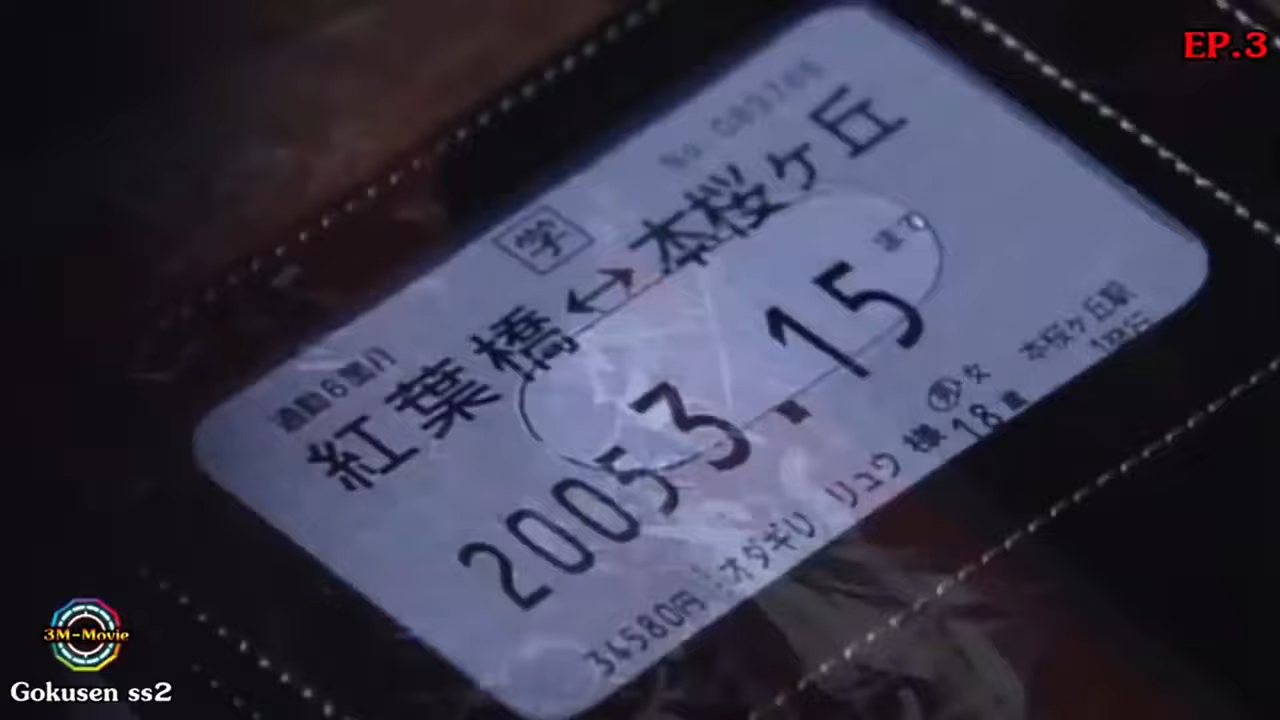 EP.3
学
通勤6箇月
紅葉橋↔本桜ケ丘
まで
2005.3.15
オダギリ リュウ 様 男・女
34580円
18歳
本桜ヶ丘駅
3M-Movie
Gokusen ss2